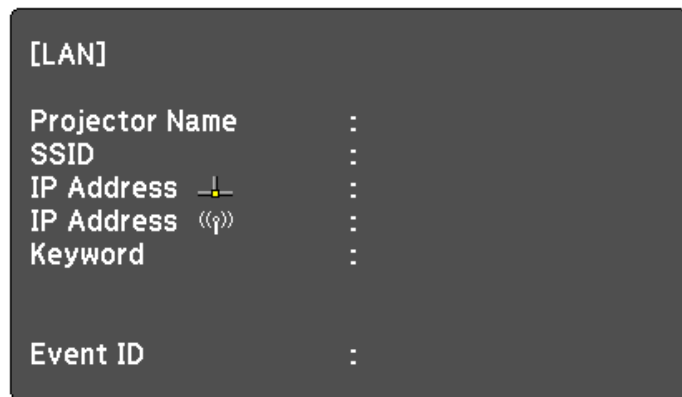 [LAN]
Projector Name :
SSID :
IP Address :
IP Address :
Keyword :
Event ID :